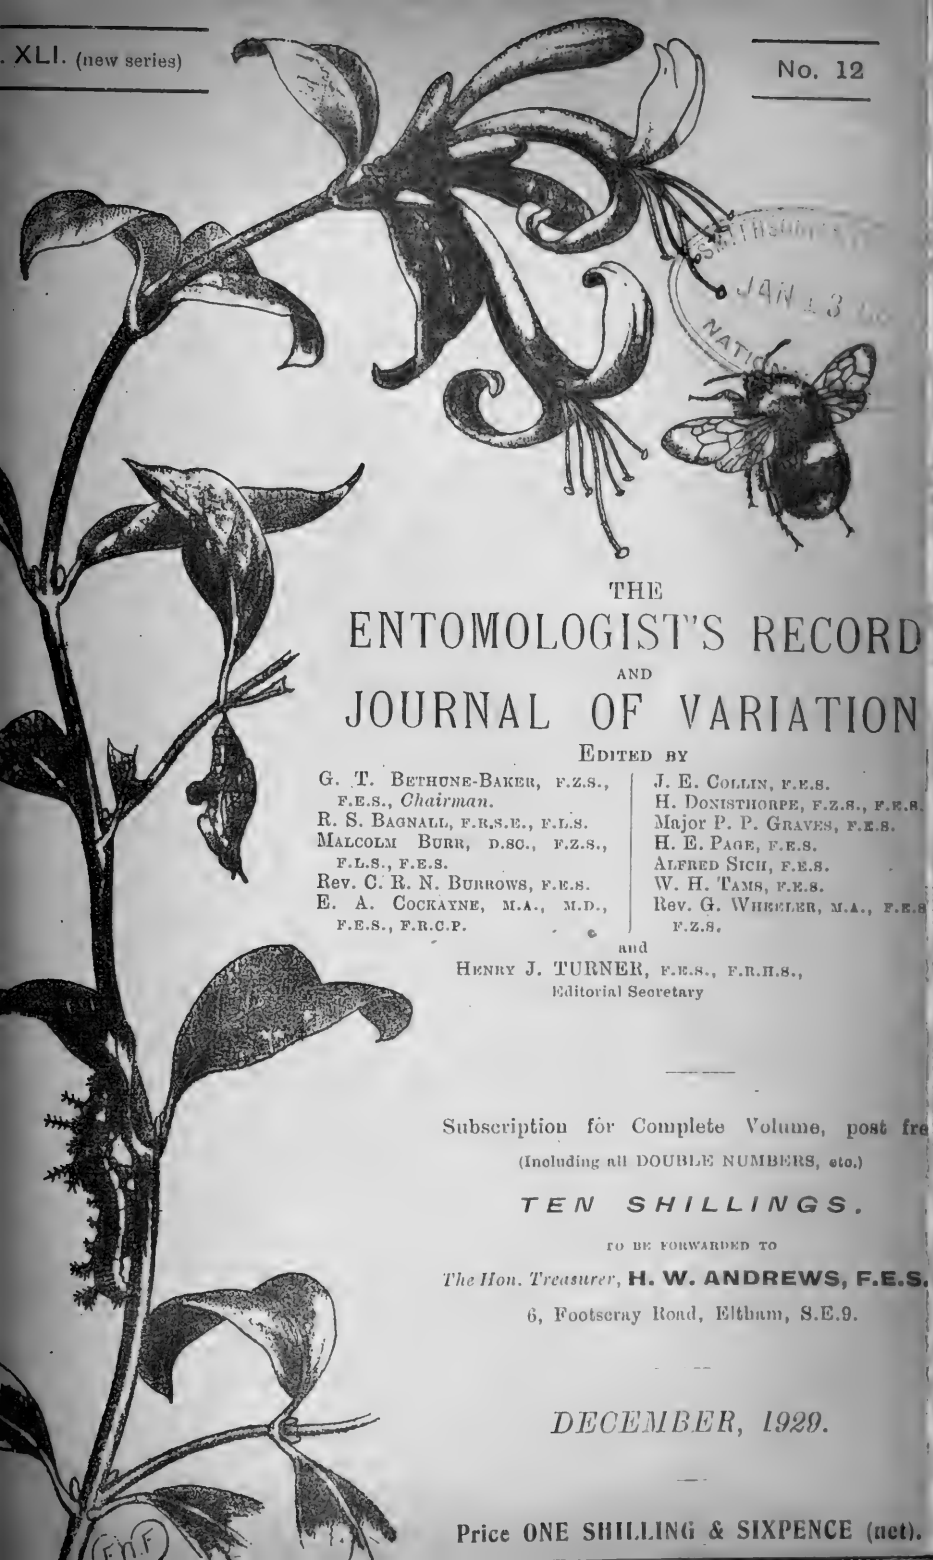 . XLI. (new series)
No. 12
JAN 13
NATION
THE
ENTOMOLOGIST'S RECORD
AND
JOURNAL OF VARIATION
EDITED BY
G. T. BETHUNE-BAKER, F.Z.S.,
F.E.S., Chairman.
R. S. BAGNALL, F.R.S.E., F.L.S.
MALCOLM BURR, D.SC., F.Z.S.,
F.L.S., F.E.S.
Rev. C. R. N. BURROWS, F.E.S.
E. A. COCKAYNE, M.A., M.D.,
F.E.S., F.R.C.P.
J. E. COLLIN, F.E.S.
H. DONISTHORPE, F.Z.S., F.E.S.
Major P. P. GRAVES, F.E.S.
H. E. PAGE, F.E.S.
ALFRED SICH, F.E.S.
W. H. TAMS, F.E.S.
Rev. G. WHEELER, M.A., F.E.S
F.Z.S.
and
HENRY J. TURNER, F.E.S., F.R.H.S.,
Editorial Secretary
Subscription for Complete Volume, post fre
(Including all DOUBLE NUMBERS, etc.)
TEN SHILLINGS.
TO BE FORWARDED TO
The Hon. Treasurer, H. W. ANDREWS, F.E.S.
6, Footscray Road, Eltham, S.E.9.
DECEMBER, 1929.
Price ONE SHILLING & SIXPENCE (net).